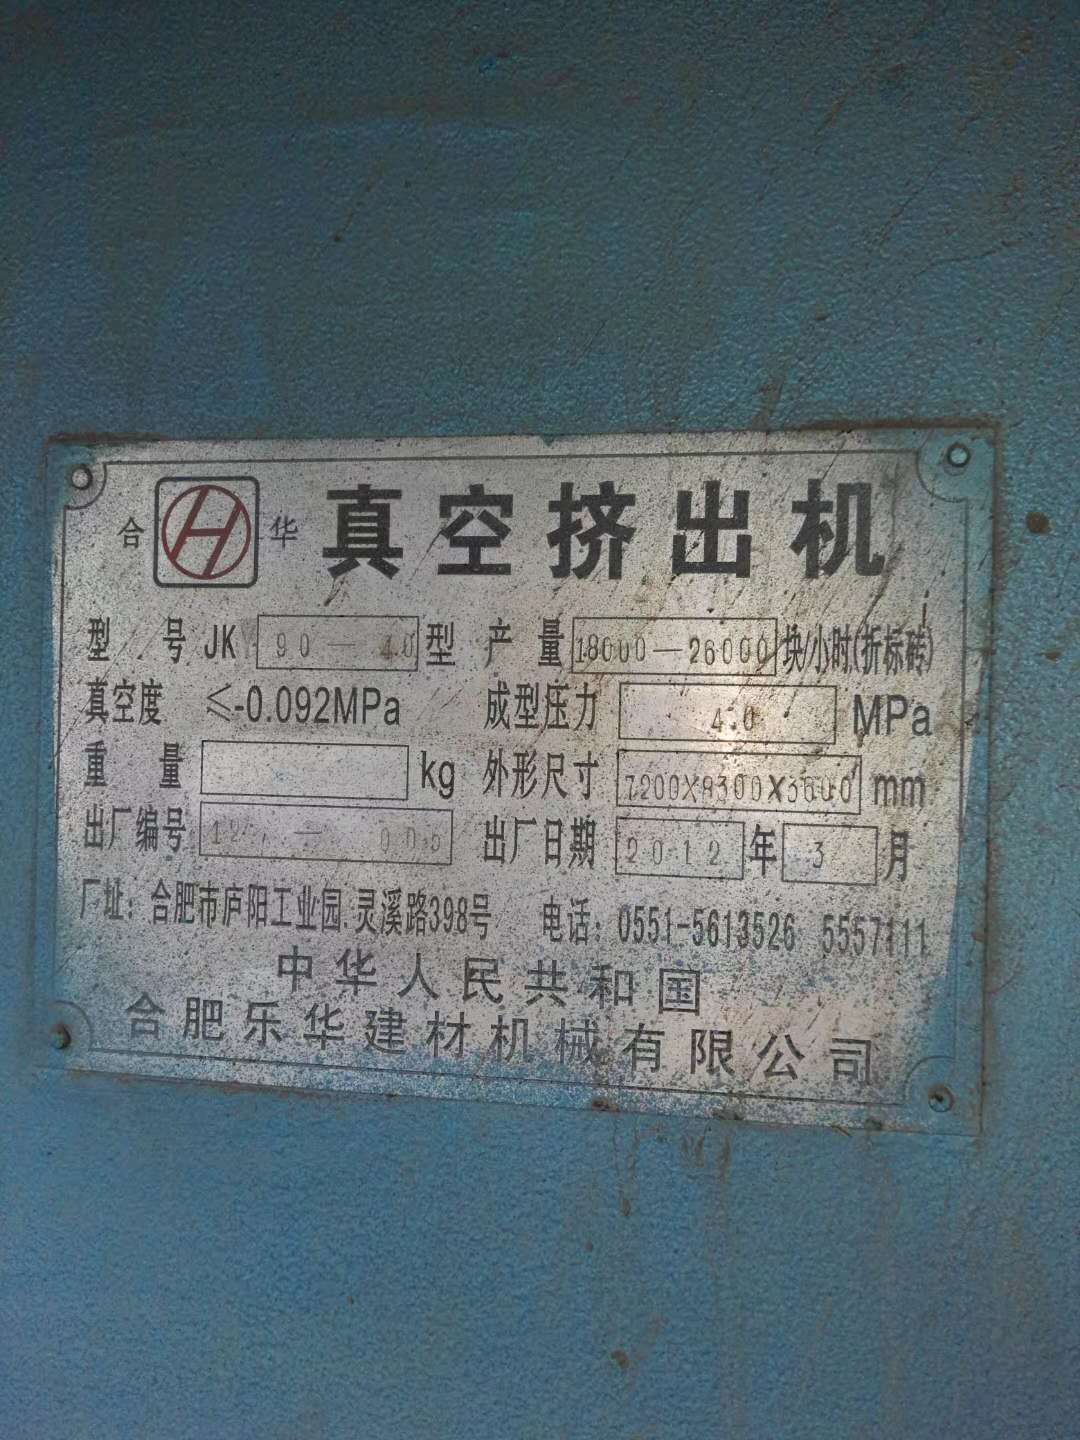 合 H 华 真空挤出机
型 号 JKY 90-40 型 产 量 18000-26000 块/小时(折标砖)
真空度 ≤-0.092MPa 成型压力 4.0 MPa
重 量 kg 外形尺寸 mm
出厂编号 出厂日期 2012 年 3 月
厂址: 合肥市庐阳工业园.灵溪路398号 电话: 0551-5613526 5557111
中华人民共和国
合肥乐华建材机械有限公司